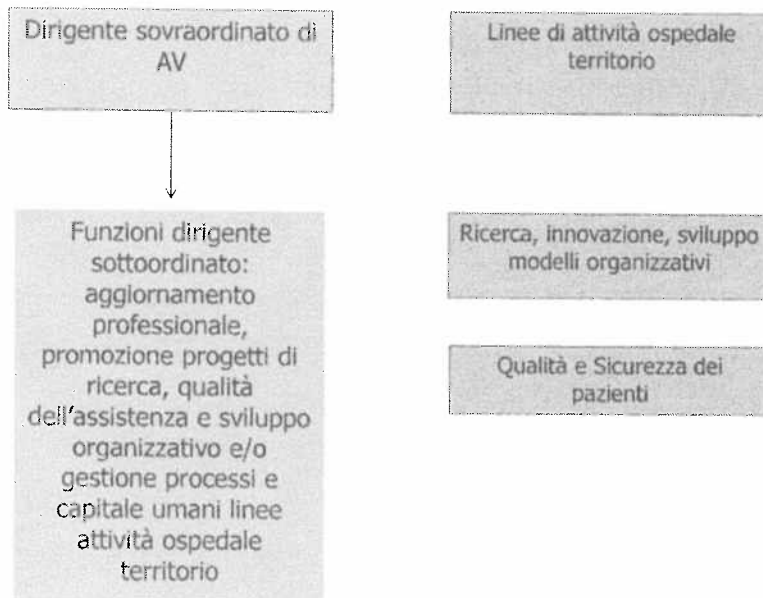 Dirigente sovraordinato di
AV
Linee di attività ospedale
territorio
Funzioni dirigente
sottoordinato:
aggiornamento
professionale,
promozione progetti di
ricerca, qualità
dell'assistenza e sviluppo
organizzativo e/o
gestione processi e
capitale umani linee
attività ospedale
territorio
Ricerca, innovazione, sviluppo
modelli organizzativi
Qualità e Sicurezza dei
pazienti